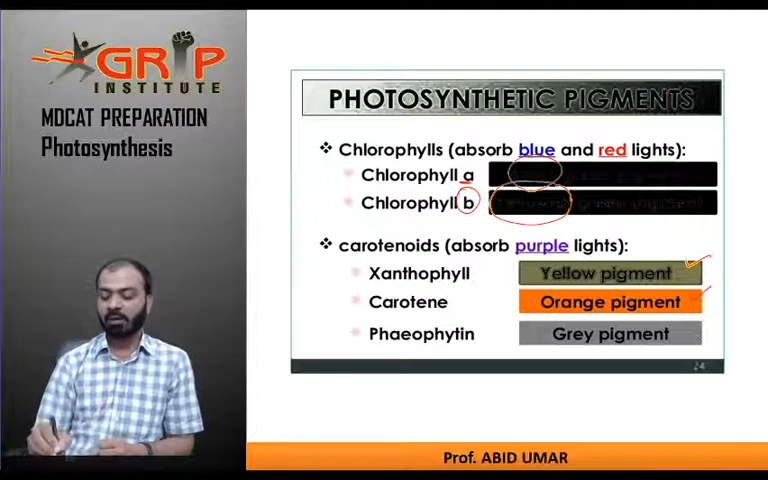 GRIP
INSTITUTE
MDCAT PREPARATION
Photosynthesis
PHOTOSYNTHETIC PIGMENTS
❖ Chlorophylls (absorb blue and red lights):
Chlorophyll a
Chlorophyll b
❖ carotenoids (absorb purple lights):
Xanthophyll Yellow pigment
Carotene Orange pigment
Phaeophytin Grey pigment
24
Prof. ABID UMAR